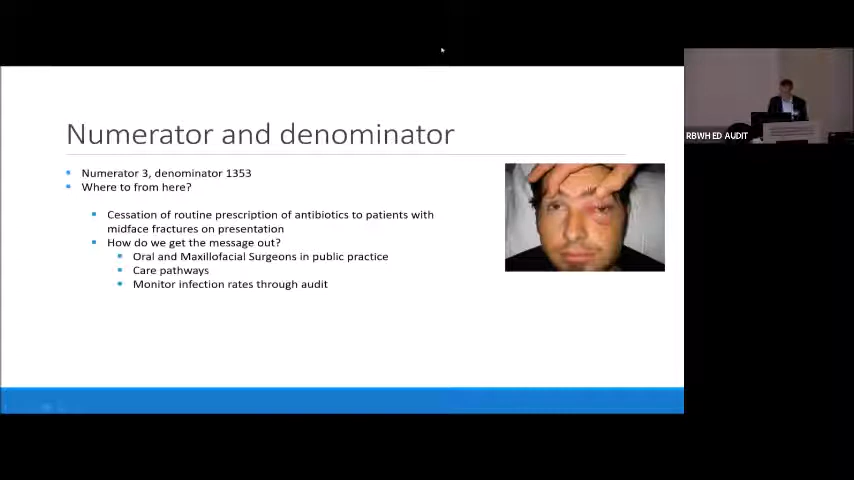 Numerator and denominator
Numerator 3, denominator 1353
Where to from here?
Cessation of routine prescription of antibiotics to patients with
midface fractures on presentation
How do we get the message out?
Oral and Maxillofacial Surgeons in public practice
Care pathways
Monitor infection rates through audit
RBWH ED AUDIT